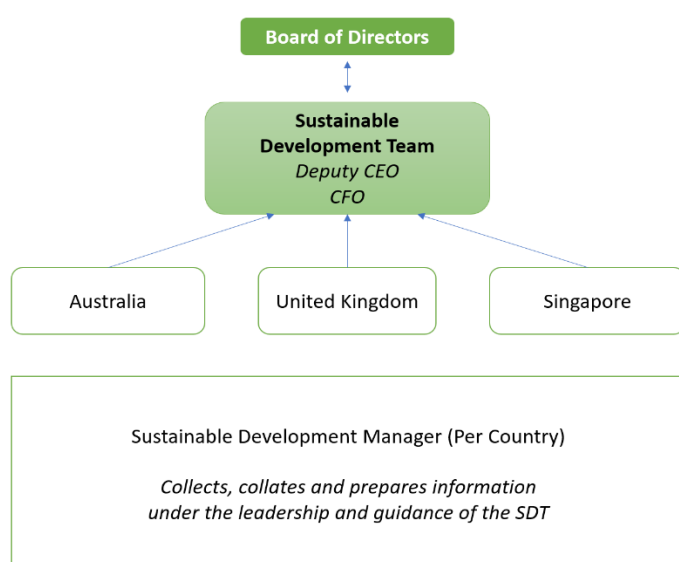 Board of Directors
Sustainable
Development Team
Deputy CEO
CFO
Australia
United Kingdom
Singapore
Sustainable Development Manager (Per Country)
Collects, collates and prepares information
under the leadership and guidance of the SDT